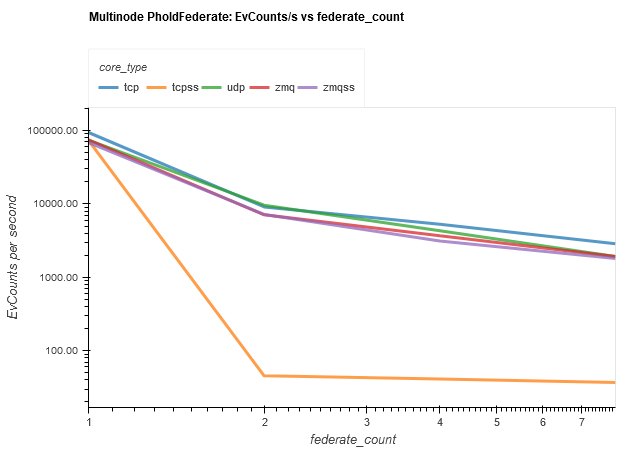 Multinode PholdFederate: EvCounts/s vs federate_count
core_type
tcp tcpss udp zmq zmqss
EvCounts per second
100000.00
10000.00
1000.00
100.00
1 2 3 4 5 6 7
federate_count